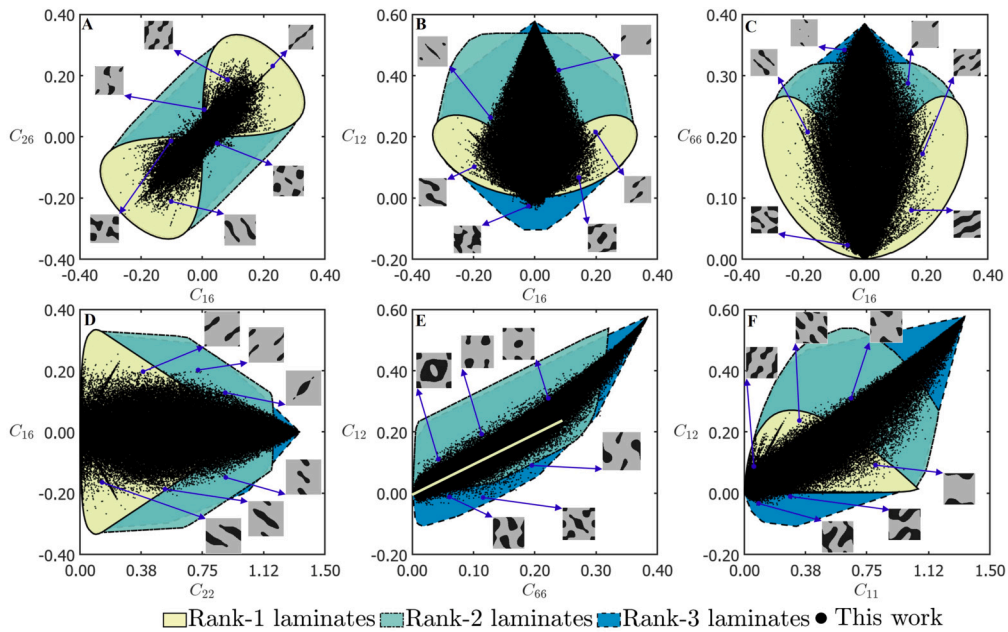 A
B
C
0.40
0.20
C26
0.00
-0.20
-0.40
-0.40 -0.20 0.00 0.20 0.40
C16
0.60
0.40
C12
0.20
0.00
-0.20
-0.40 -0.20 0.00 0.20 0.40
C16
0.40
0.30
C66
0.20
0.10
0.00
-0.40 -0.20 0.00 0.20 0.40
C16
D
E
F
0.40
0.20
C16
0.00
-0.20
-0.40
0.00 0.38 0.75 1.12 1.50
C22
0.60
0.40
C12
0.20
0.00
-0.20
0.00 0.10 0.20 0.30 0.40
C66
0.60
0.40
C12
0.20
0.00
-0.20
0.00 0.38 0.75 1.12 1.50
C11
Rank-1 laminates Rank-2 laminates Rank-3 laminates This work